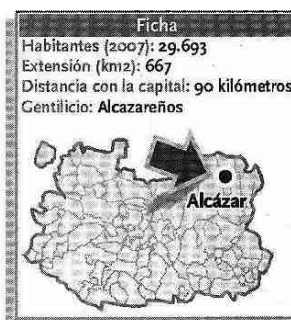 Ficha
Habitantes (2007): 29.693
Extensión (km2): 667
Distancia con la capital: 90 kilómetros
Gentilicio: Alcazareños
Alcázar